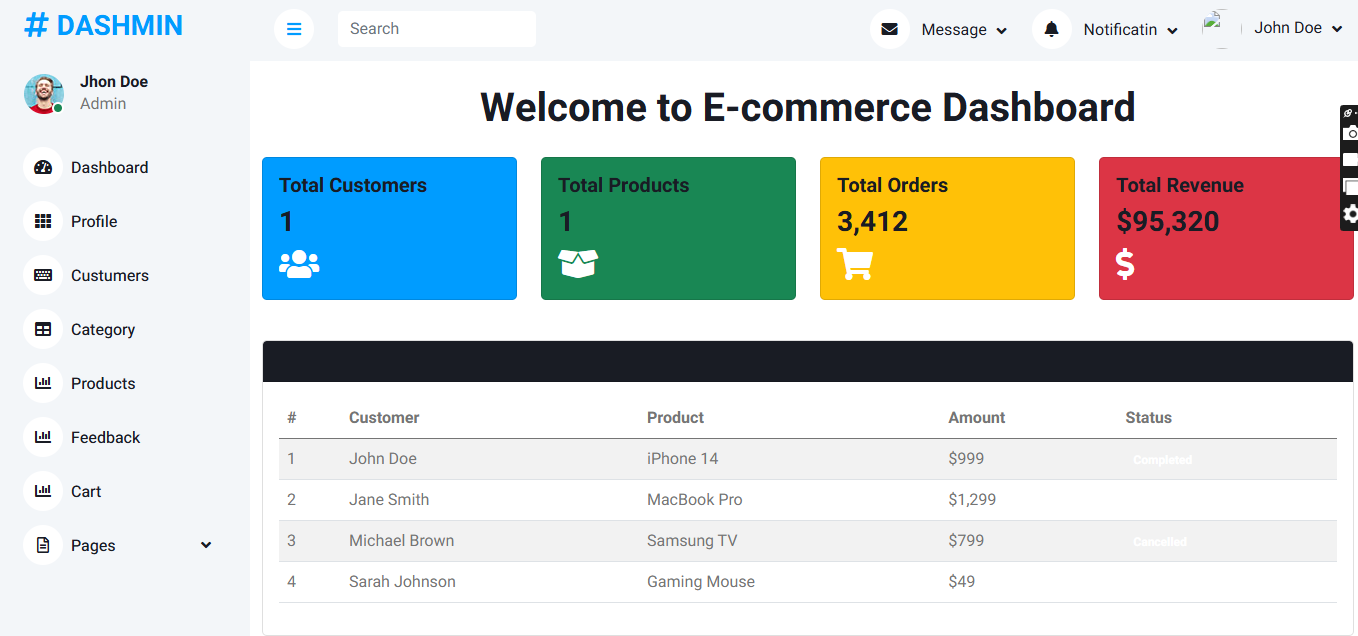 # DASHMIN
Search
Message
Notificatin
John Doe
Jhon Doe
Admin
Dashboard
Profile
Custumers
Category
Products
Feedback
Cart
Pages
Welcome to E-commerce Dashboard
Total Customers
1
Total Products
1
Total Orders
3,412
Total Revenue
$95,320
# Customer Product Amount Status
1 John Doe iPhone 14 $999 Completed
2 Jane Smith MacBook Pro $1,299
3 Michael Brown Samsung TV $799 Cancelled
4 Sarah Johnson Gaming Mouse $49